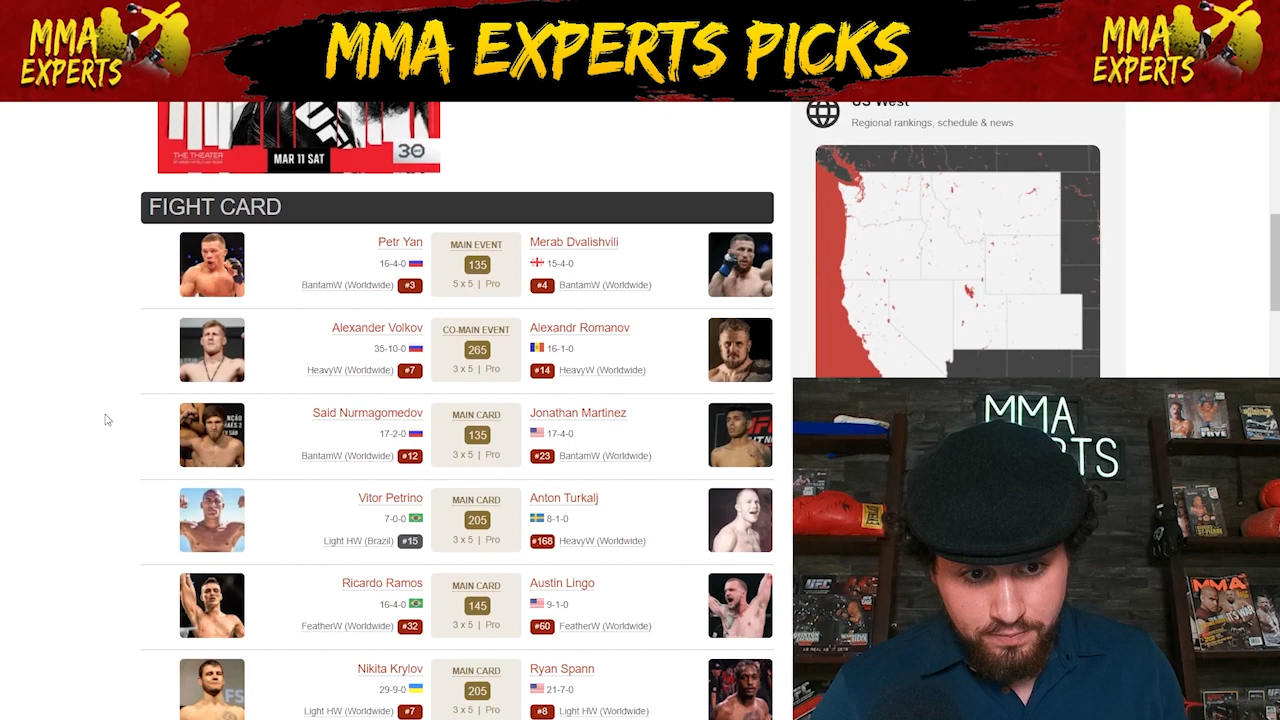 MMA
EXPERTS
MMA EXPERTS PICKS
MMA
EXPERTS
UFC
THE THEATER
MAR 11 SAT
30
US West
Regional rankings, schedule & news
FIGHT CARD
Petr Yan
16-4-0
BantamW (Worldwide) #3
MAIN EVENT
135
5 x 5 | Pro
Merab Dvalishvili
15-4-0
#4 BantamW (Worldwide)
Alexander Volkov
35-10-0
HeavyW (Worldwide) #7
CO-MAIN EVENT
265
3 x 5 | Pro
Alexandr Romanov
16-1-0
#14 HeavyW (Worldwide)
Said Nurmagomedov
17-2-0
BantamW (Worldwide) #12
MAIN CARD
135
3 x 5 | Pro
Jonathan Martinez
17-4-0
#23 BantamW (Worldwide)
Vitor Petrino
7-0-0
Light HW (Brazil) #15
MAIN CARD
205
3 x 5 | Pro
Anton Turkalj
8-1-0
#168 HeavyW (Worldwide)
Ricardo Ramos
16-4-0
FeatherW (Worldwide) #32
MAIN CARD
145
3 x 5 | Pro
Austin Lingo
9-1-0
#60 FeatherW (Worldwide)
Nikita Krylov
29-9-0
Light HW (Worldwide) #7
MAIN CARD
205
3 x 5 | Pro
Ryan Spann
21-7-0
#8 Light HW (Worldwide)
MMA
RTS
UFC
MMA